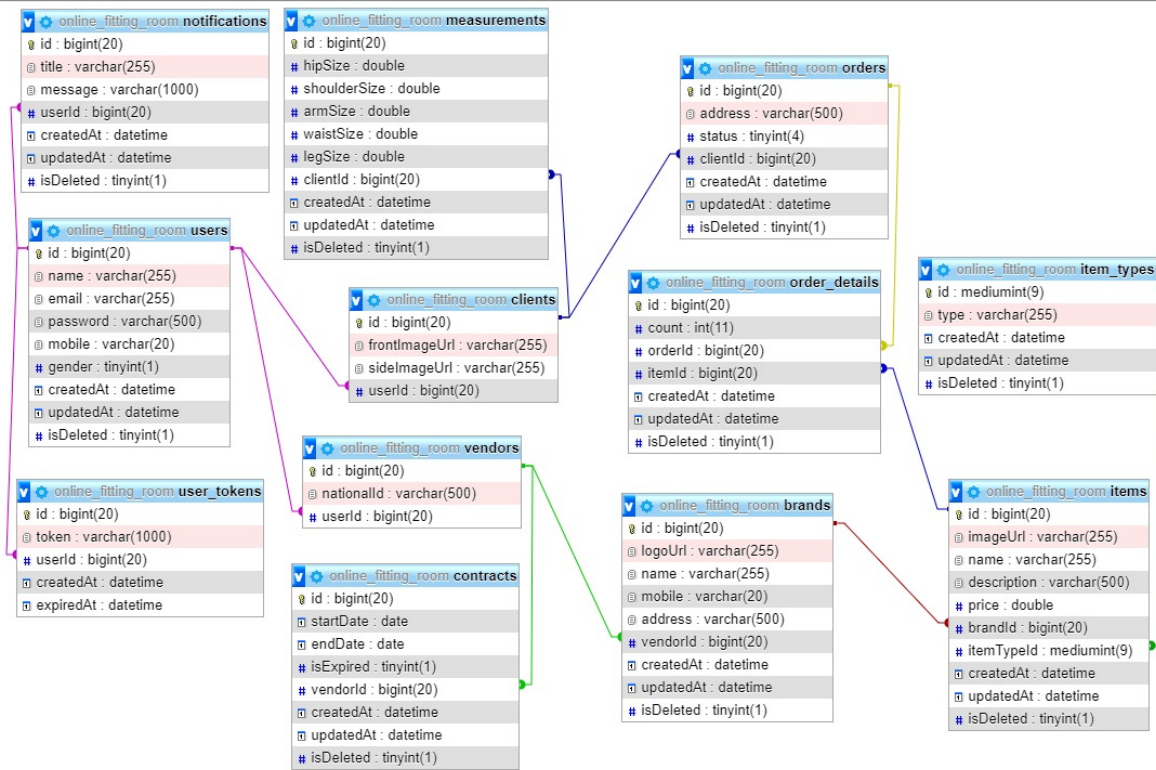 online_fitting_room notifications
id : bigint(20)
title : varchar(255)
message : varchar(1000)
userId : bigint(20)
createdAt : datetime
updatedAt : datetime
isDeleted : tinyint(1)
online_fitting_room measurements
id : bigint(20)
hipSize : double
shoulderSize : double
armSize : double
waistSize : double
legSize : double
clientId : bigint(20)
createdAt : datetime
updatedAt : datetime
isDeleted : tinyint(1)
online_fitting_room orders
id : bigint(20)
address : varchar(500)
status : tinyint(4)
clientId : bigint(20)
createdAt : datetime
updatedAt : datetime
isDeleted : tinyint(1)
online_fitting_room users
id : bigint(20)
name : varchar(255)
email : varchar(255)
password : varchar(500)
mobile : varchar(20)
gender : tinyint(1)
createdAt : datetime
updatedAt : datetime
isDeleted : tinyint(1)
online_fitting_room clients
id : bigint(20)
frontImageUrl : varchar(255)
sideImageUrl : varchar(255)
userId : bigint(20)
online_fitting_room order_details
id : bigint(20)
count : int(11)
orderId : bigint(20)
itemId : bigint(20)
createdAt : datetime
updatedAt : datetime
isDeleted : tinyint(1)
online_fitting_room item_types
id : mediumint(9)
type : varchar(255)
createdAt : datetime
updatedAt : datetime
isDeleted : tinyint(1)
online_fitting_room user_tokens
id : bigint(20)
token : varchar(1000)
userId : bigint(20)
createdAt : datetime
expiredAt : datetime
online_fitting_room vendors
id : bigint(20)
nationalId : varchar(500)
userId : bigint(20)
online_fitting_room contracts
id : bigint(20)
startDate : date
endDate : date
isExpired : tinyint(1)
vendorId : bigint(20)
createdAt : datetime
updatedAt : datetime
isDeleted : tinyint(1)
online_fitting_room brands
id : bigint(20)
logoUrl : varchar(255)
name : varchar(255)
mobile : varchar(20)
address : varchar(500)
vendorId : bigint(20)
createdAt : datetime
updatedAt : datetime
isDeleted : tinyint(1)
online_fitting_room items
id : bigint(20)
imageUrl : varchar(255)
name : varchar(255)
description : varchar(500)
price : double
brandId : bigint(20)
itemTypeId : mediumint(9)
createdAt : datetime
updatedAt : datetime
isDeleted : tinyint(1)